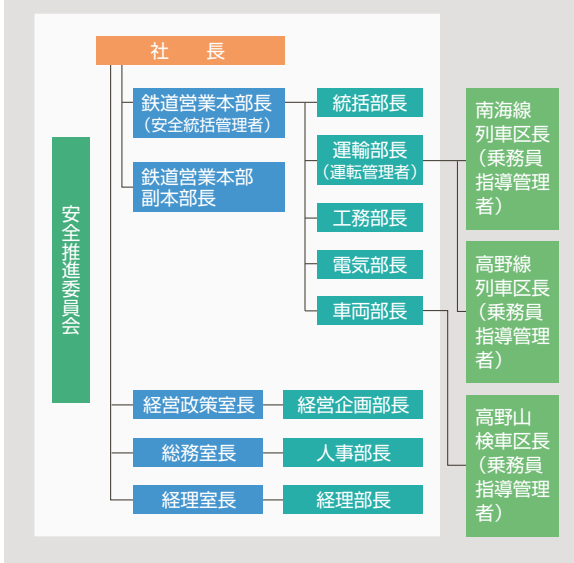 社　　長
安全推進委員会
鉄道営業本部長
（安全統括管理者）
鉄道営業本部
副本部長
統括部長
運輸部長
（運転管理者）
工務部長
電気部長
車両部長
南海線
列車区長
（乗務員
指導管理
者）
高野線
列車区長
（乗務員
指導管理
者）
高野山
検車区長
（乗務員
指導管理
者）
経営政策室長
経営企画部長
総務室長
人事部長
経理室長
経理部長